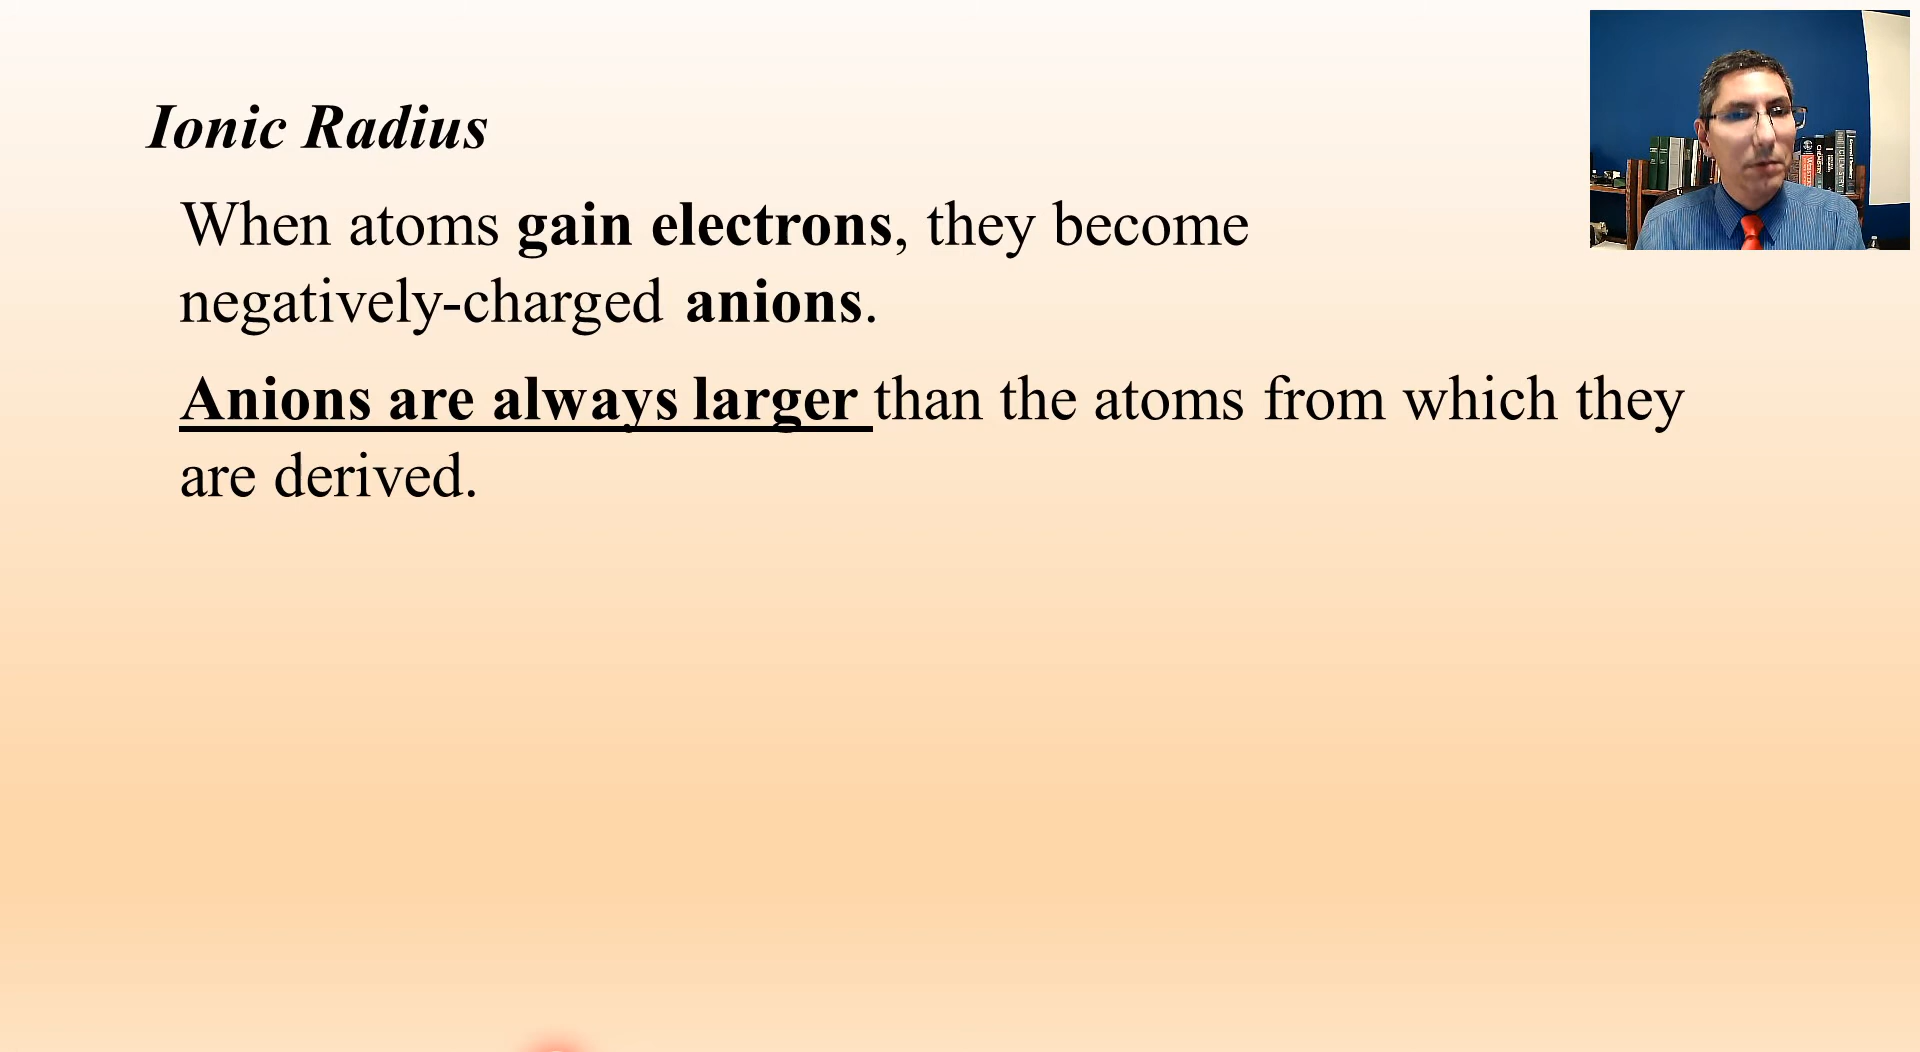 Ionic Radius
When atoms gain electrons, they become
negatively-charged anions.
Anions are always larger than the atoms from which they
are derived.